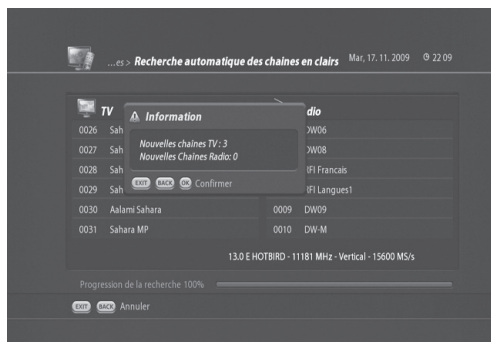 ...es > Recherche automatique des chaines en clairs Mar, 17. 11. 2009 22 09
TV dio
Information
Nouvelles chaines TV : 3
Nouvelles Chaines Radio: 0
EXIT BACK OK Confirmer
0026 Sah DW06
0027 Sah DW08
0028 Sah RFI Francais
0029 Sah RFI Langues1
0030 Aalami Sahara 0009 DW09
0031 Sahara MP 0010 DW-M
13.0 E HOTBIRD - 11181 MHz - Vertical - 15600 MS/s
Progression de la recherche 100%
EXIT BACK Annuler